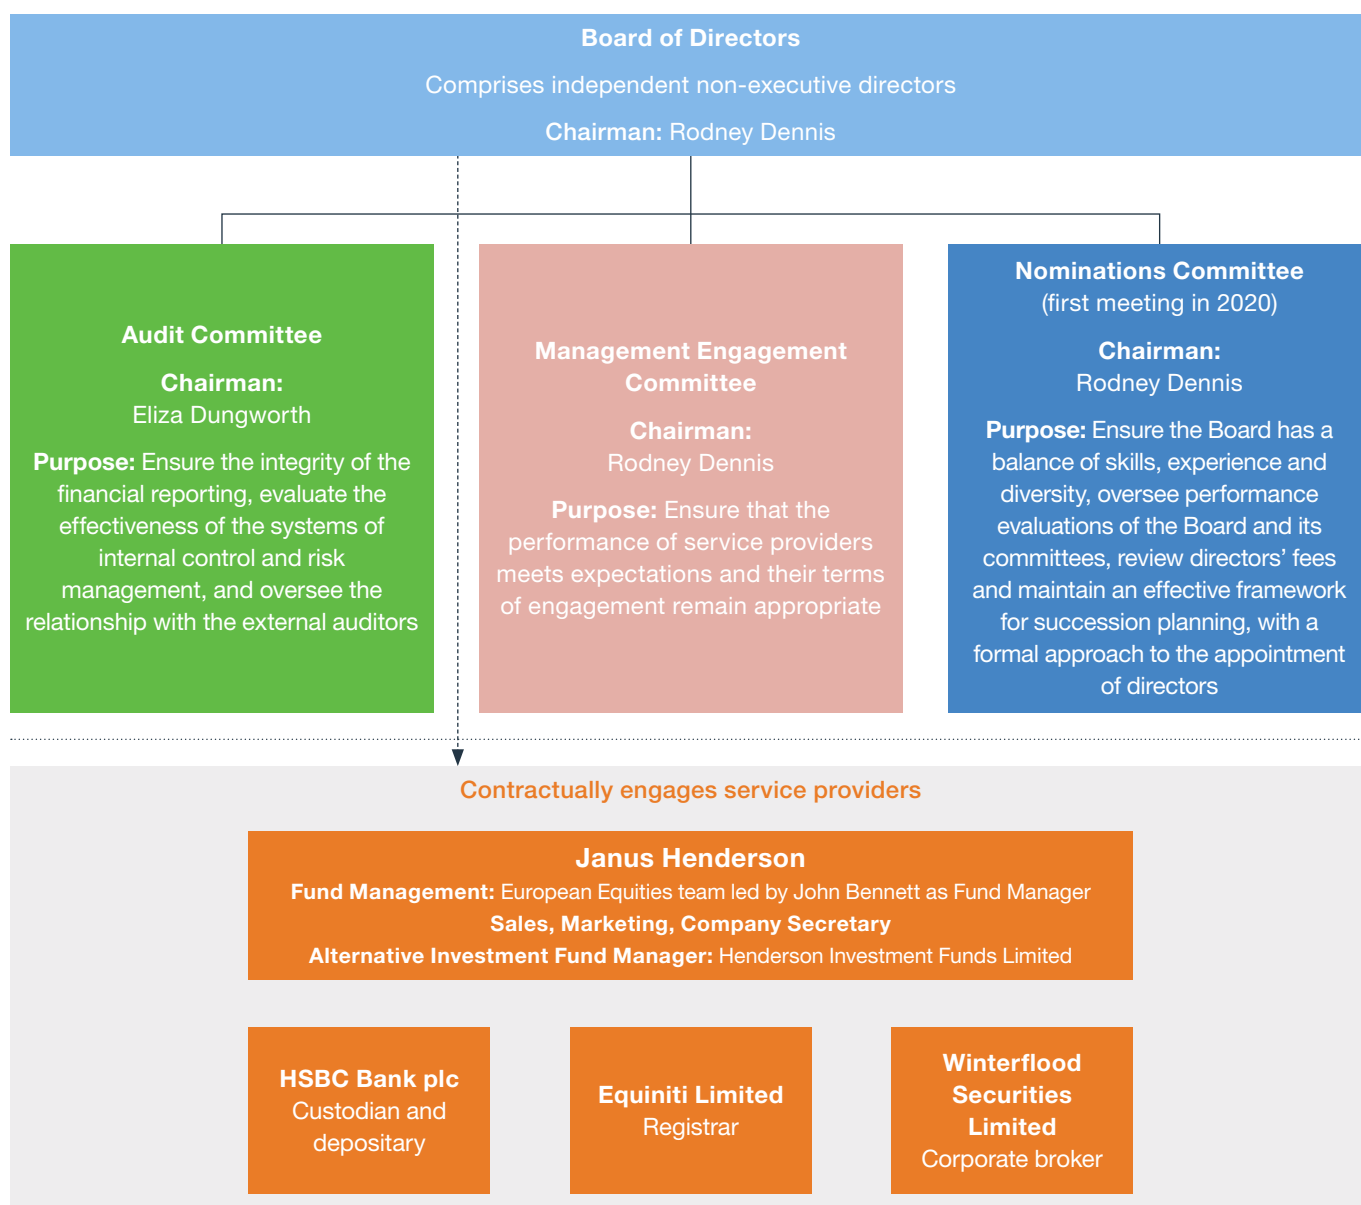 Board of Directors
Comprises independent non-executive directors
Chairman: Rodney Dennis
Audit Committee
Chairman:
Eliza Dungworth
Purpose: Ensure the integrity of the
financial reporting, evaluate the
effectiveness of the systems of
internal control and risk
management, and oversee the
relationship with the external auditors
Management Engagement
Committee
Chairman:
Rodney Dennis
Purpose: Ensure that the
performance of service providers
meets expectations and their terms
of engagement remain appropriate
Nominations Committee
(first meeting in 2020)
Chairman:
Rodney Dennis
Purpose: Ensure the Board has a
balance of skills, experience and
diversity, oversee performance
evaluations of the Board and its
committees, review directors’ fees
and maintain an effective framework
for succession planning, with a
formal approach to the appointment
of directors
Contractually engages service providers
Janus Henderson
Fund Management: European Equities team led by John Bennett as Fund Manager
Sales, Marketing, Company Secretary
Alternative Investment Fund Manager: Henderson Investment Funds Limited
HSBC Bank plc
Custodian and
depositary
Equiniti Limited
Registrar
Winterflood
Securities
Limited
Corporate broker